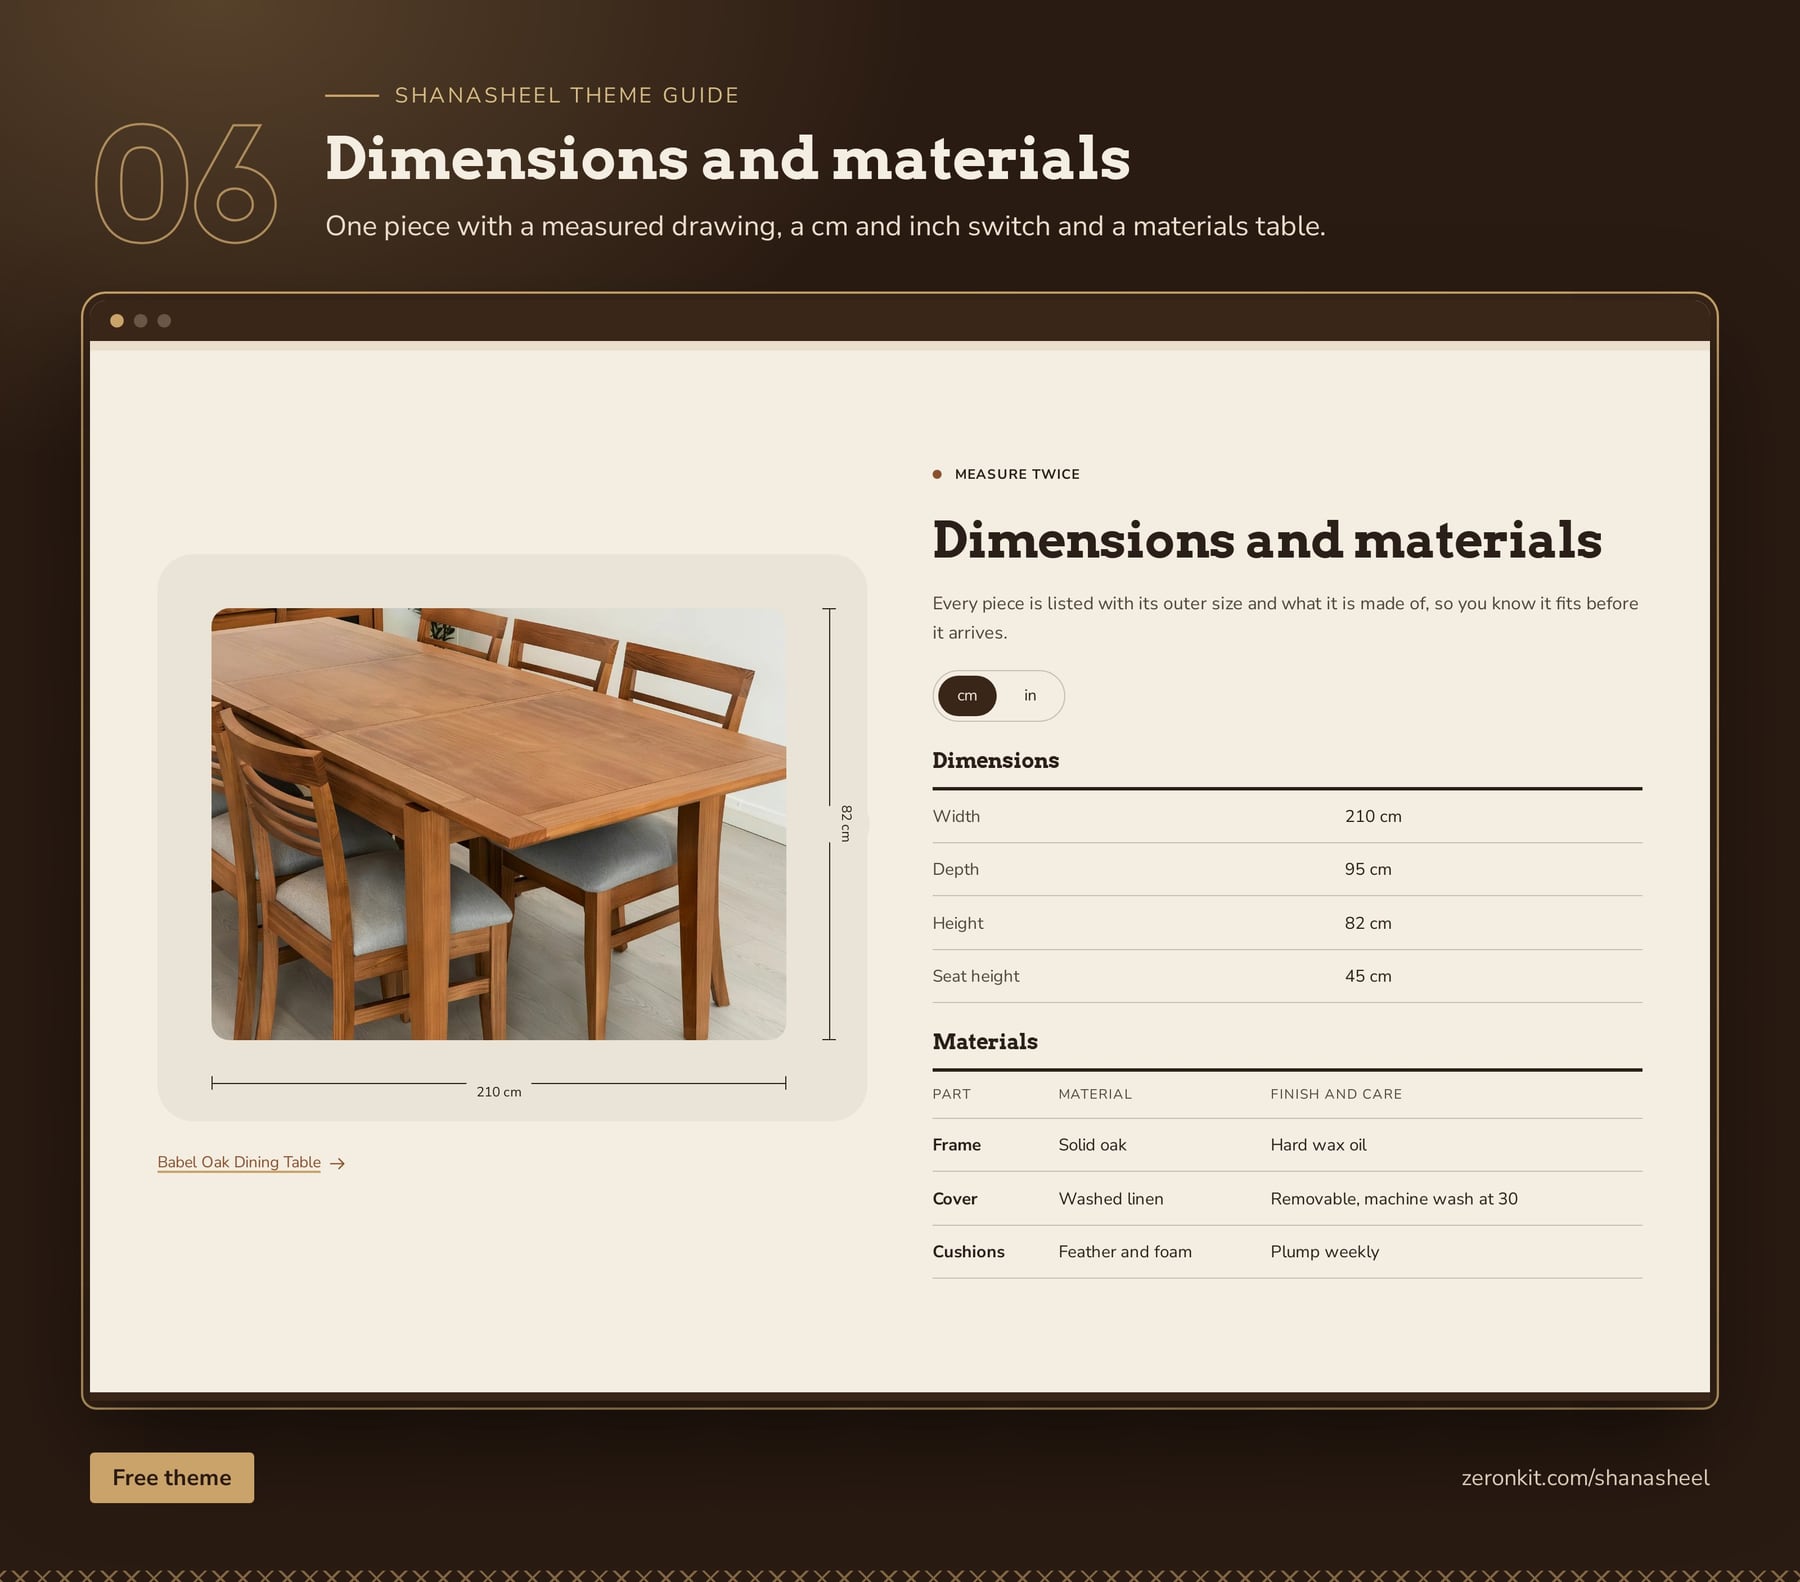 06
SHANASHEEL THEME GUIDE
Dimensions and materials
One piece with a measured drawing, a cm and inch switch and a materials table.
82 cm
210 cm
Babel Oak Dining Table →
MEASURE TWICE
Dimensions and materials
Every piece is listed with its outer size and what it is made of, so you know it fits before
it arrives.
cm in
Dimensions
Width 210 cm
Depth 95 cm
Height 82 cm
Seat height 45 cm
Materials
PART MATERIAL FINISH AND CARE
Frame Solid oak Hard wax oil
Cover Washed linen Removable, machine wash at 30
Cushions Feather and foam Plump weekly
Free theme
zeronkit.com/shanasheel